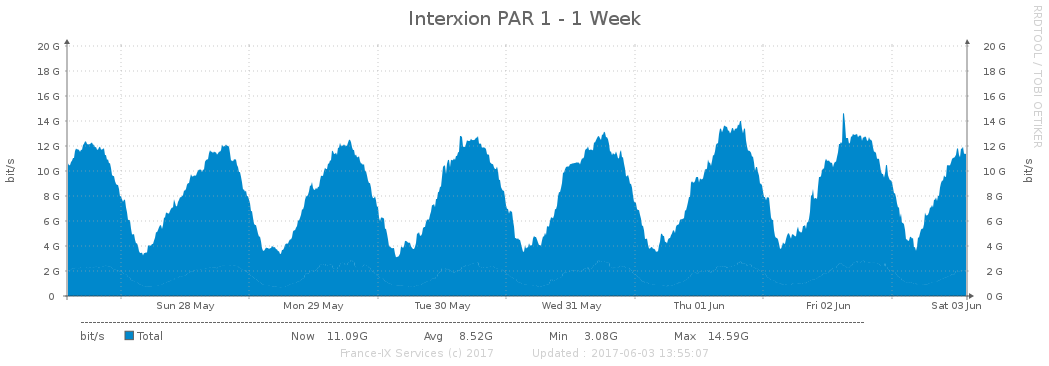 Interxion PAR 1 - 1 Week
RRDTOOL / TOBI OETIKER
bit/s
20 G 20 G
18 G 18 G
16 G 16 G
14 G 14 G
12 G 12 G
10 G 10 G
8 G 8 G
6 G 6 G
4 G 4 G
2 G 2 G
0 0 G
bit/s
Sun 28 May Mon 29 May Tue 30 May Wed 31 May Thu 01 Jun Fri 02 Jun Sat 03 Jun
bit/s Total Now 11.09G Avg 8.52G Min 3.08G Max 14.59G
France-IX Services (c) 2017 Updated : 2017-06-03 13:55:07